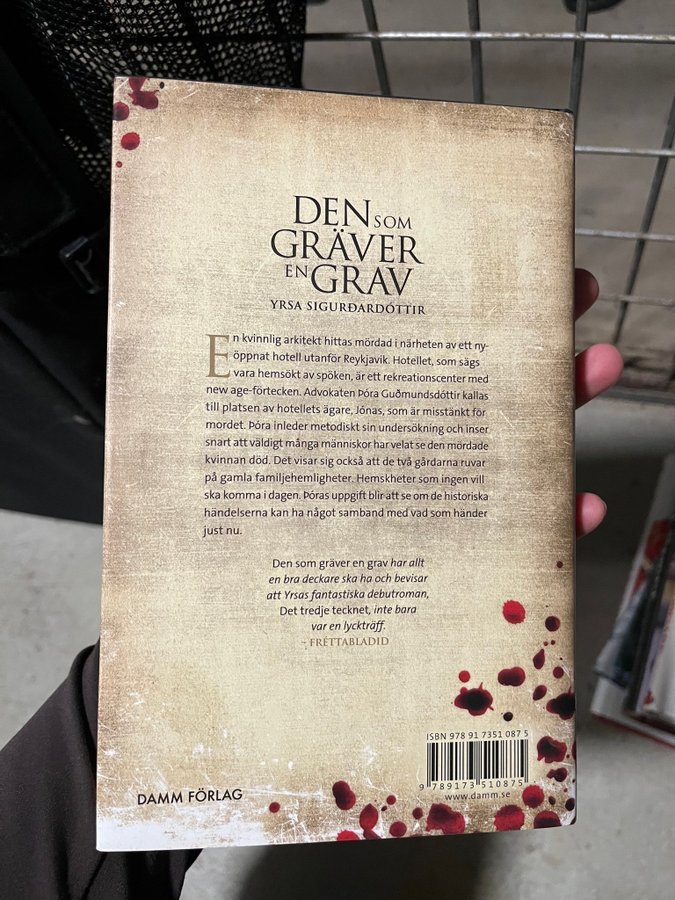 DEN SOM
GRÄVER
EN GRAV
YRSA SIGURÐARDÓTTIR
En kvinnlig arkitekt hittas mördad i närheten av ett ny-
öppnat hotell utanför Reykjavik. Hotellet, som sägs
vara hemsökt av spöken, är ett rekreationscenter med
new age-förtecken. Advokaten Þóra Guðmundsdóttir kallas
till platsen av hotellets ägare, Jónas, som är misstänkt för
mordet. Þóra inleder metodiskt sin undersökning och inser
snart att väldigt många människor har velat se den mördade
kvinnan död. Det visar sig också att de två gårdarna ruvar
på gamla familjehemligheter. Hemskheter som ingen vill
ska komma i dagen. Þóras uppgift blir att se om de historiska
händelserna kan ha något samband med vad som händer
just nu.
Den som gräver en grav har allt
en bra deckare ska ha och bevisar
att Yrsas fantastiska debutroman,
Det tredje tecknet, inte bara
var en lyckträff.
– FRÉTTABLADID
ISBN 978 91 7351 087 5
9 789173 510875
www.damm.se
DAMM FÖRLAG